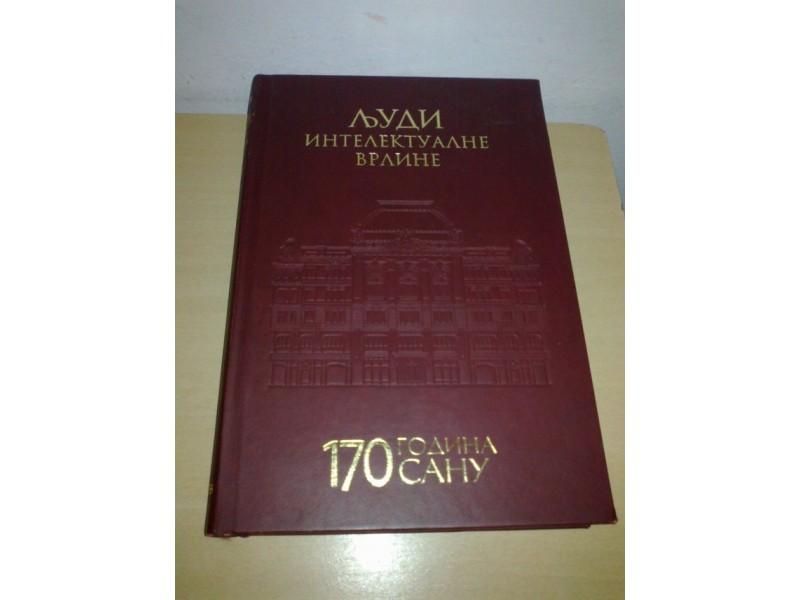 ЉУДИ
ИНТЕЛЕКТУАЛНЕ
ВРЛИНЕ
170 ГОДИНА
САНУ